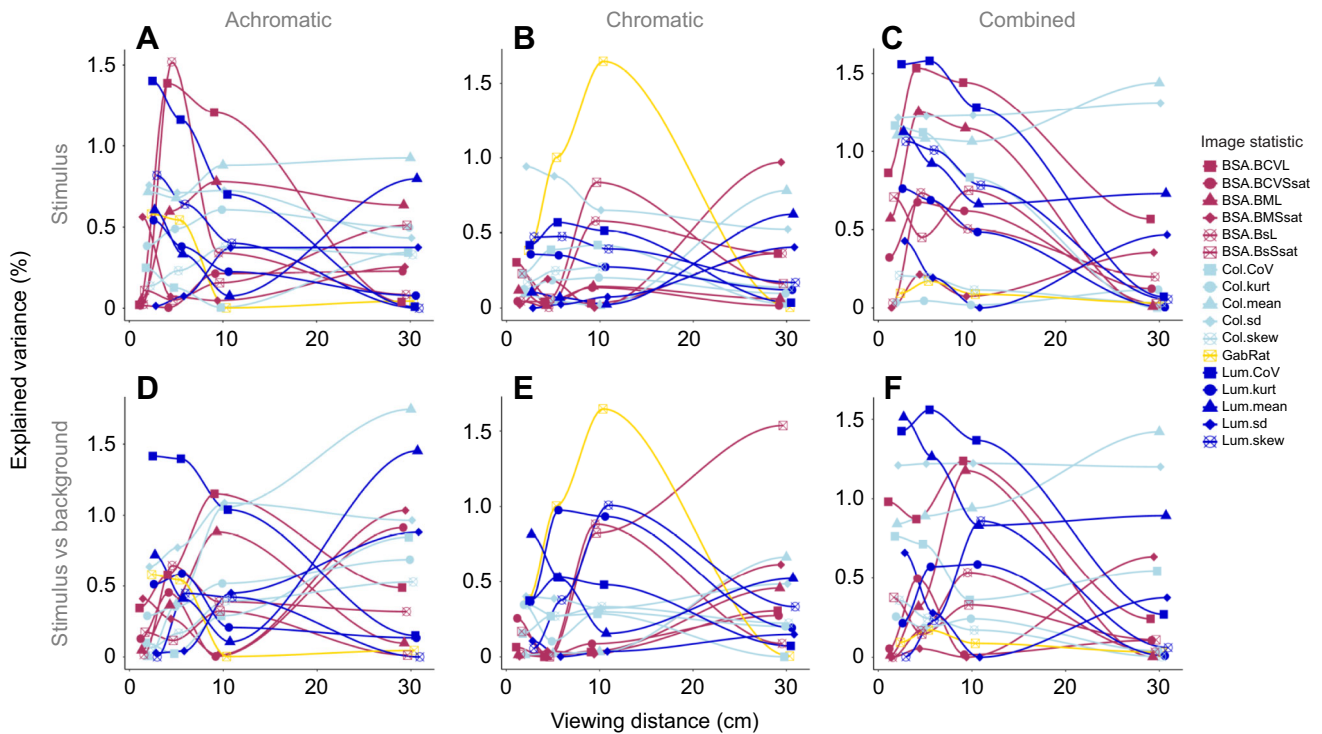 Achromatic
Chromatic
Combined
A
B
C
Stimulus
1.5
1.0
0.5
0
0 10 20 30
1.5
1.0
0.5
0
0 10 20 30
1.5
1.0
0.5
0
0 10 20 30
Explained variance (%)
D
E
F
Stimulus vs background
1.5
1.0
0.5
0
0 10 20 30
1.5
1.0
0.5
0
0 10 20 30
1.5
1.0
0.5
0
0 10 20 30
Viewing distance (cm)
Image statistic
BSA.BCVL
BSA.BCVSsat
BSA.BML
BSA.BMSsat
BSA.BsL
BSA.BsSsat
Col.CoV
Col.kurt
Col.mean
Col.sd
Col.skew
GabRat
Lum.CoV
Lum.kurt
Lum.mean
Lum.sd
Lum.skew